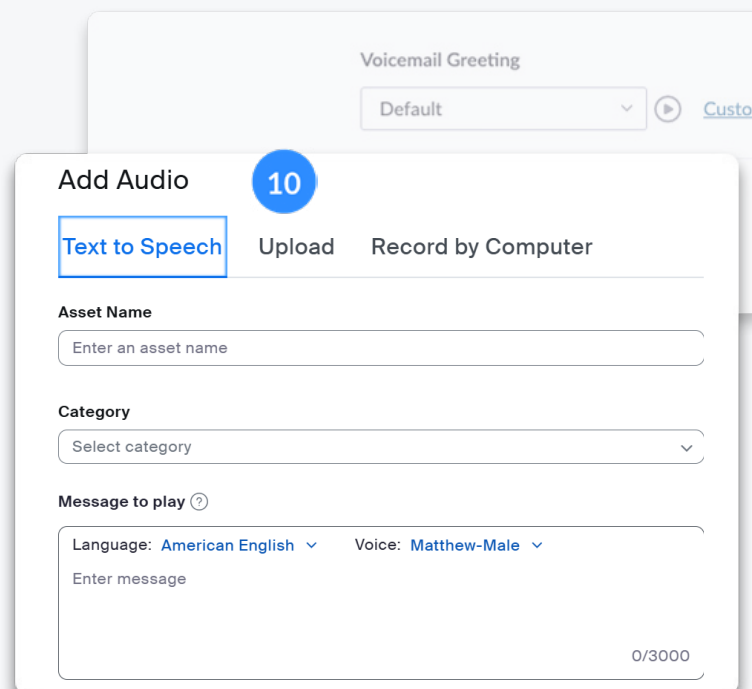 Voicemail Greeting
Default
Add Audio
10
Text to Speech Upload Record by Computer
Asset Name
Enter an asset name
Category
Select category
Message to play ?
Language: American English Voice: Matthew-Male
Enter message
0/3000